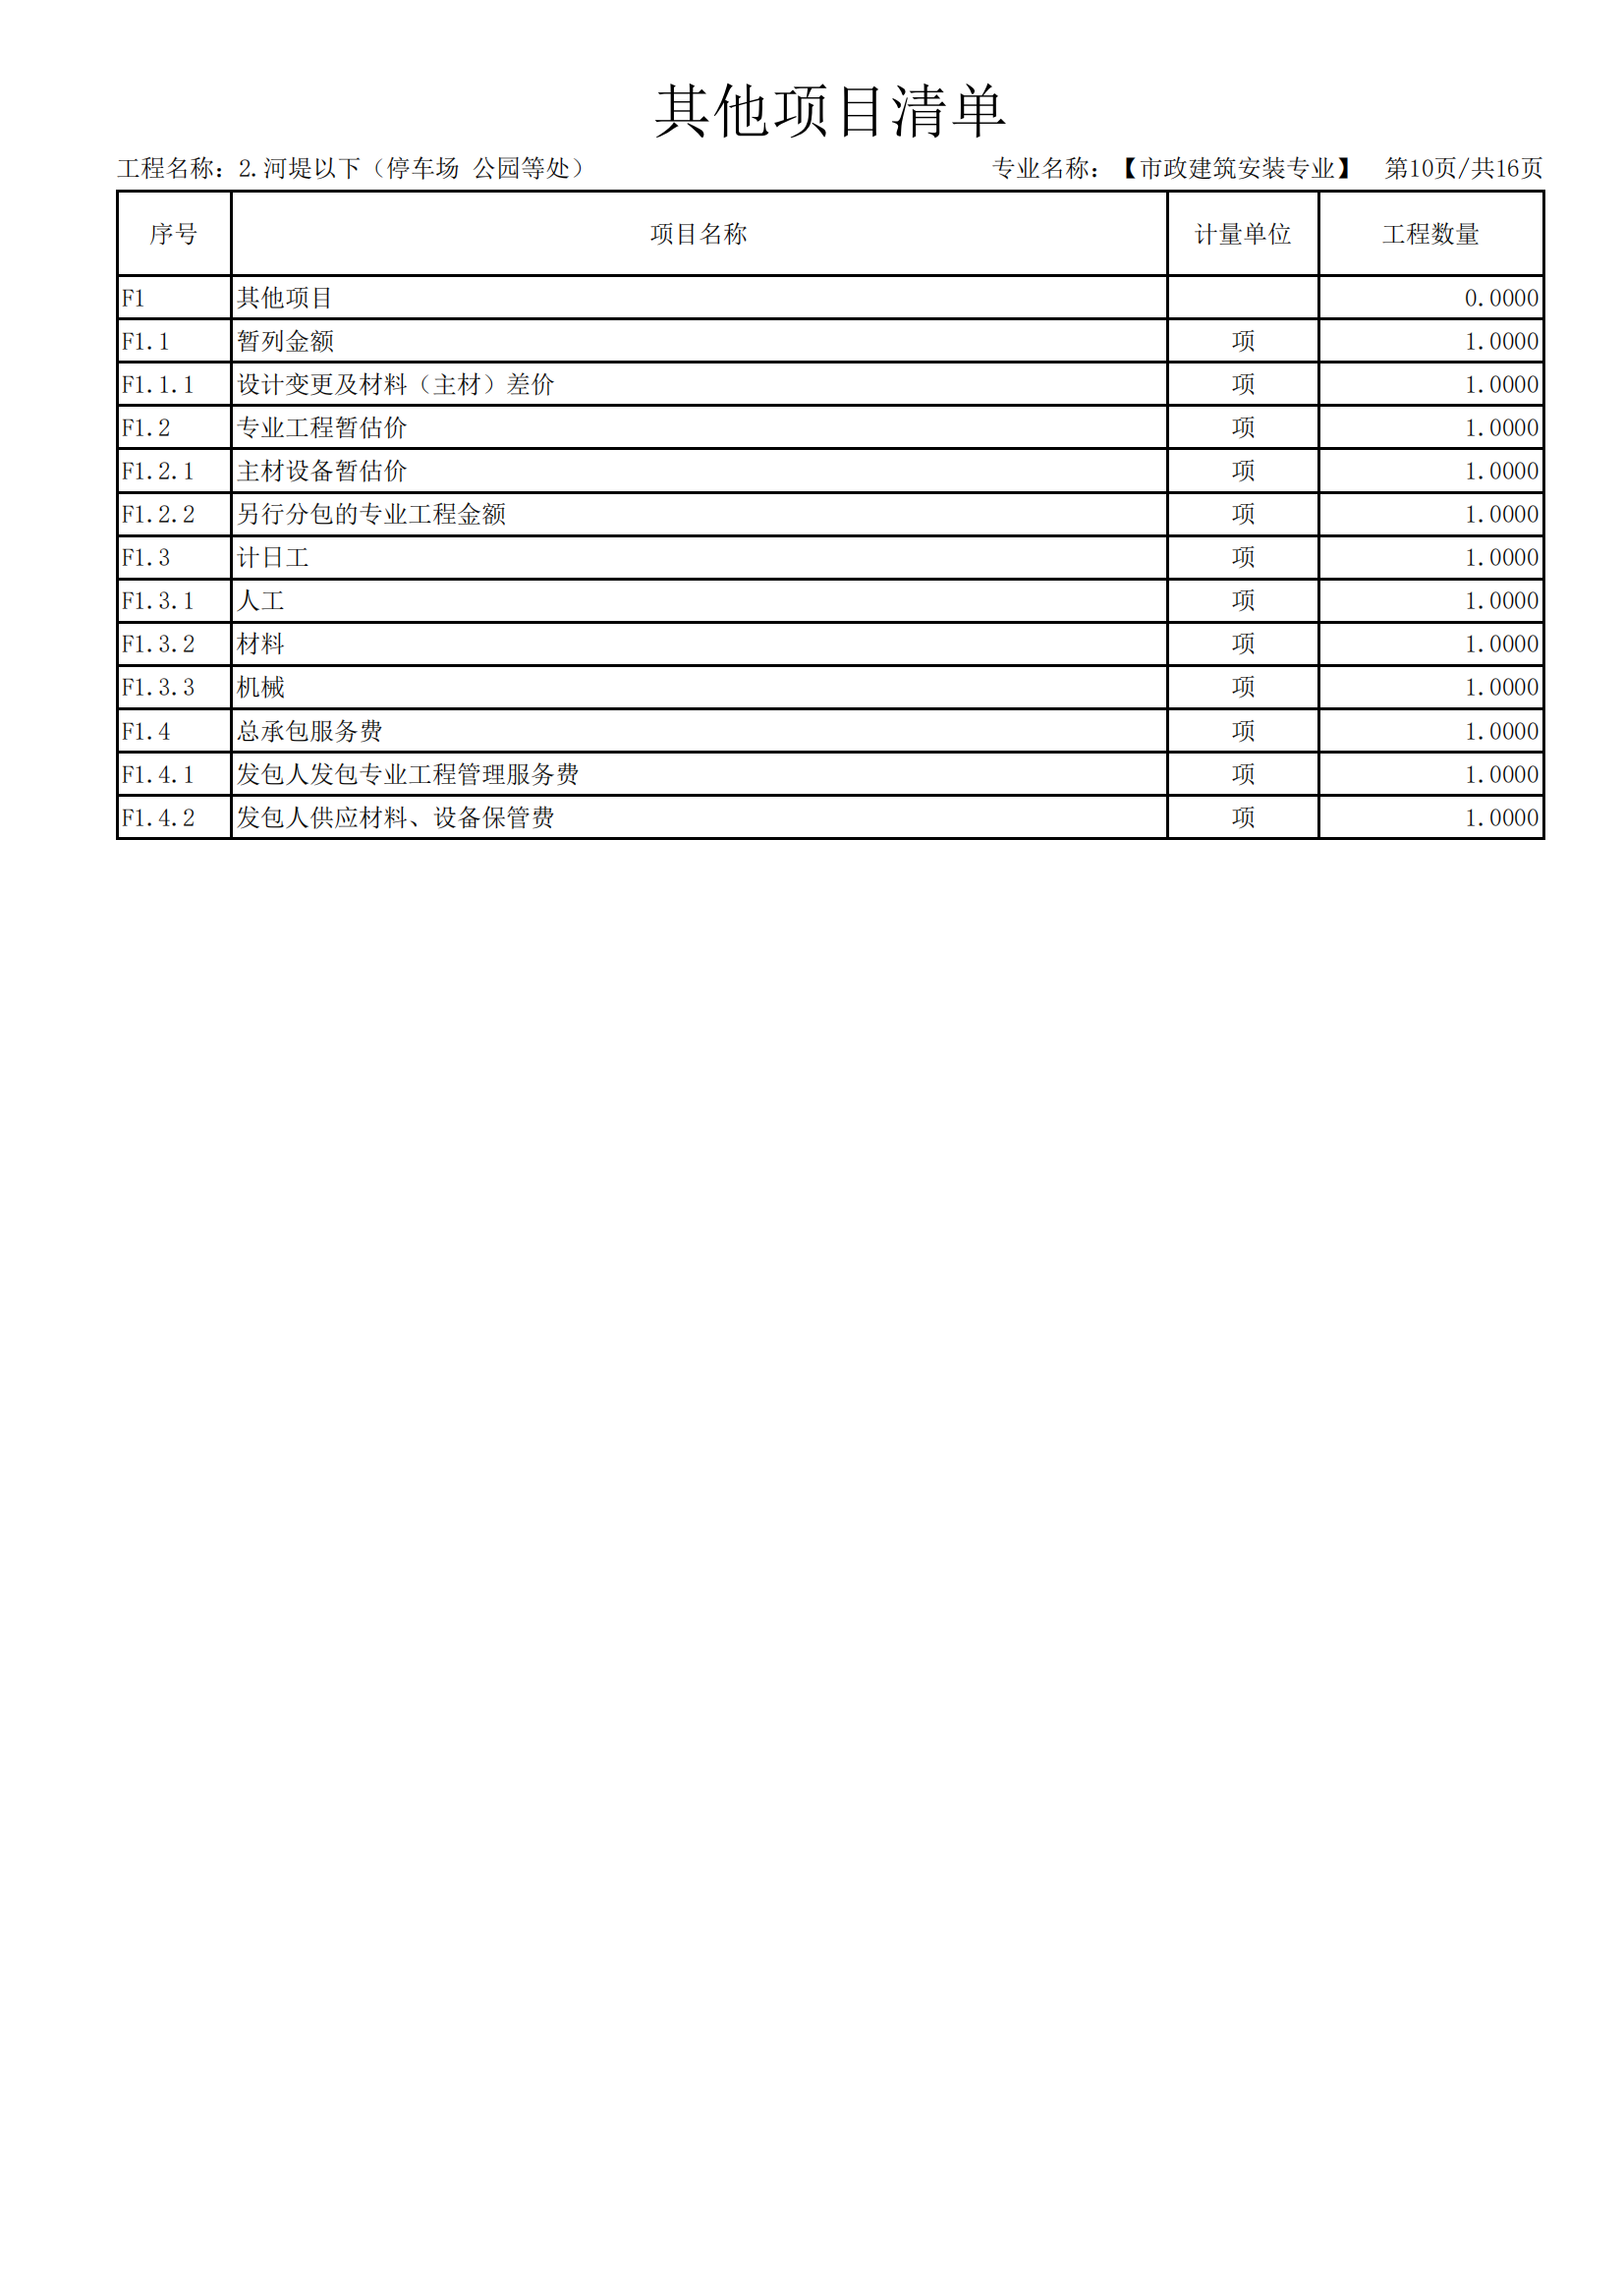 其他项目清单
工程名称：2.河堤以下（停车场 公园等处） 专业名称：【市政建筑安装专业】 第10页/共16页
序号 项目名称 计量单位 工程数量
F1 其他项目 0.0000
F1.1 暂列金额 项 1.0000
F1.1.1 设计变更及材料（主材）差价 项 1.0000
F1.2 专业工程暂估价 项 1.0000
F1.2.1 主材设备暂估价 项 1.0000
F1.2.2 另行分包的专业工程金额 项 1.0000
F1.3 计日工 项 1.0000
F1.3.1 人工 项 1.0000
F1.3.2 材料 项 1.0000
F1.3.3 机械 项 1.0000
F1.4 总承包服务费 项 1.0000
F1.4.1 发包人发包专业工程管理服务费 项 1.0000
F1.4.2 发包人供应材料、设备保管费 项 1.0000